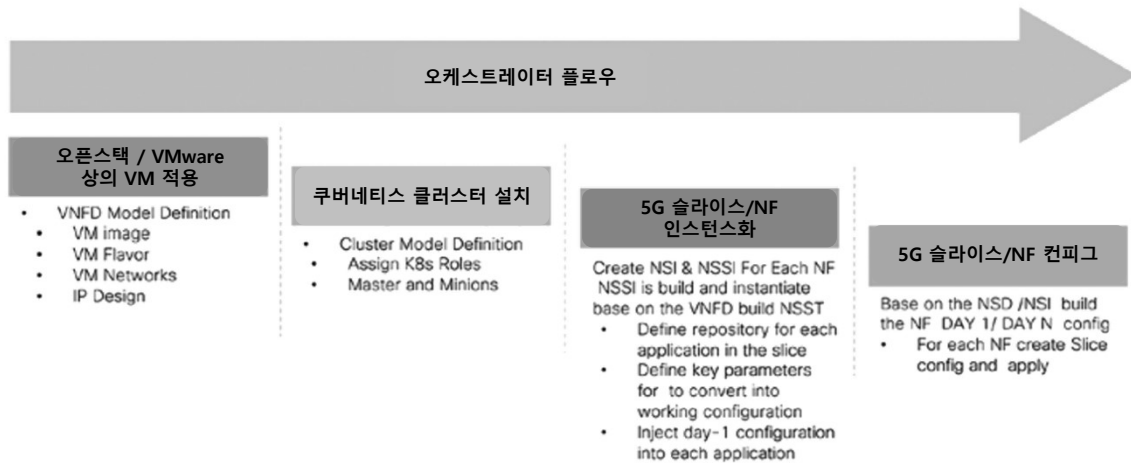 오케스트레이터 플로우
오픈스택 / VMware
상의 VM 적용
• VNFD Model Definition
• VM image
• VM Flavor
• VM Networks
• IP Design
쿠버네티스 클러스터 설치
• Cluster Model Definition
• Assign K8s Roles
• Master and Minions
5G 슬라이스/NF
인스턴스화
Create NSI & NSSI For Each NF
NSSI is build and instantiate
base on the VNFD build NSST
• Define repository for each
application in the slice
• Define key parameters
for to convert into
working configuration
• Inject day-1 configuration
into each application
5G 슬라이스/NF 컨피그
Base on the NSD /NSI build
the NF DAY 1/ DAY N config
• For each NF create Slice
config and apply